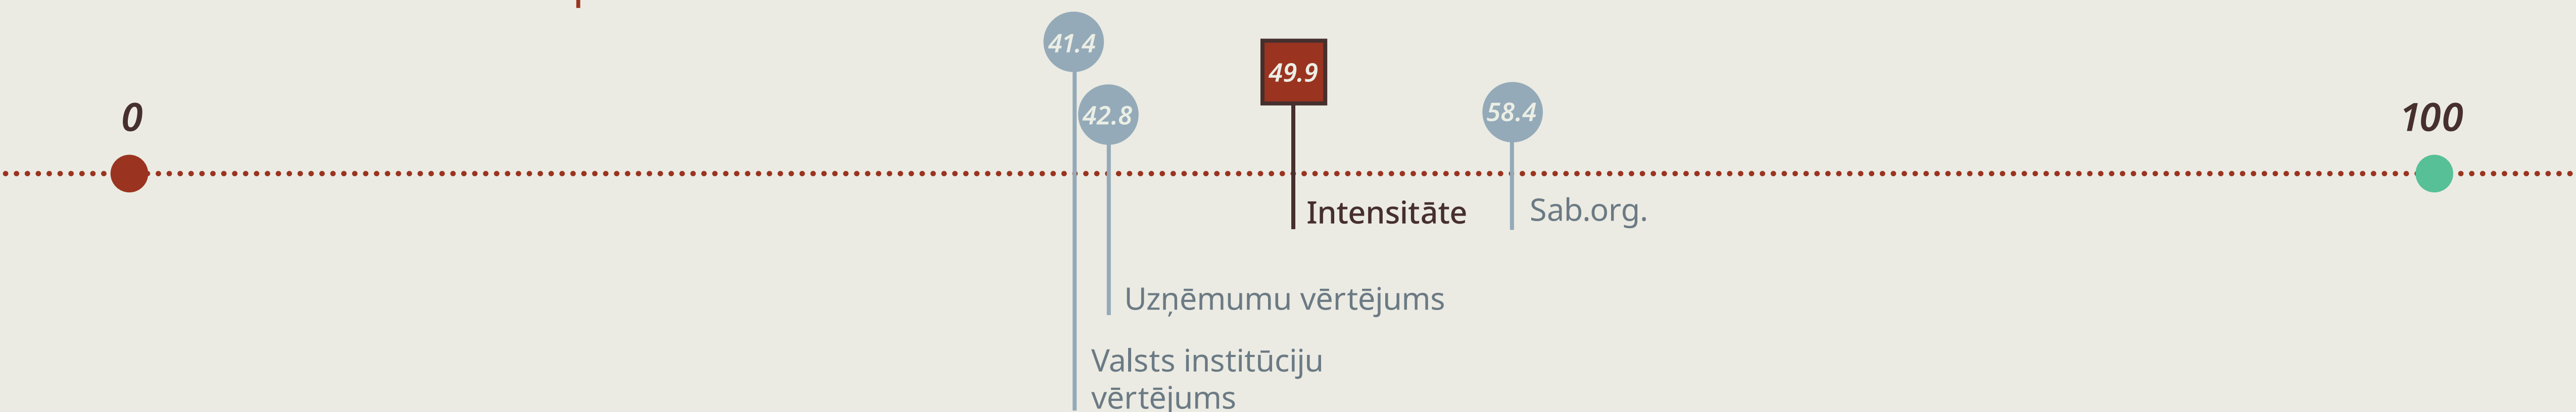 41.4
49.9
0
42.8
58.4
100
Intensitāte
Sab.org.
Uzņēmumu vērtējums
Valsts institūciju
vērtējums